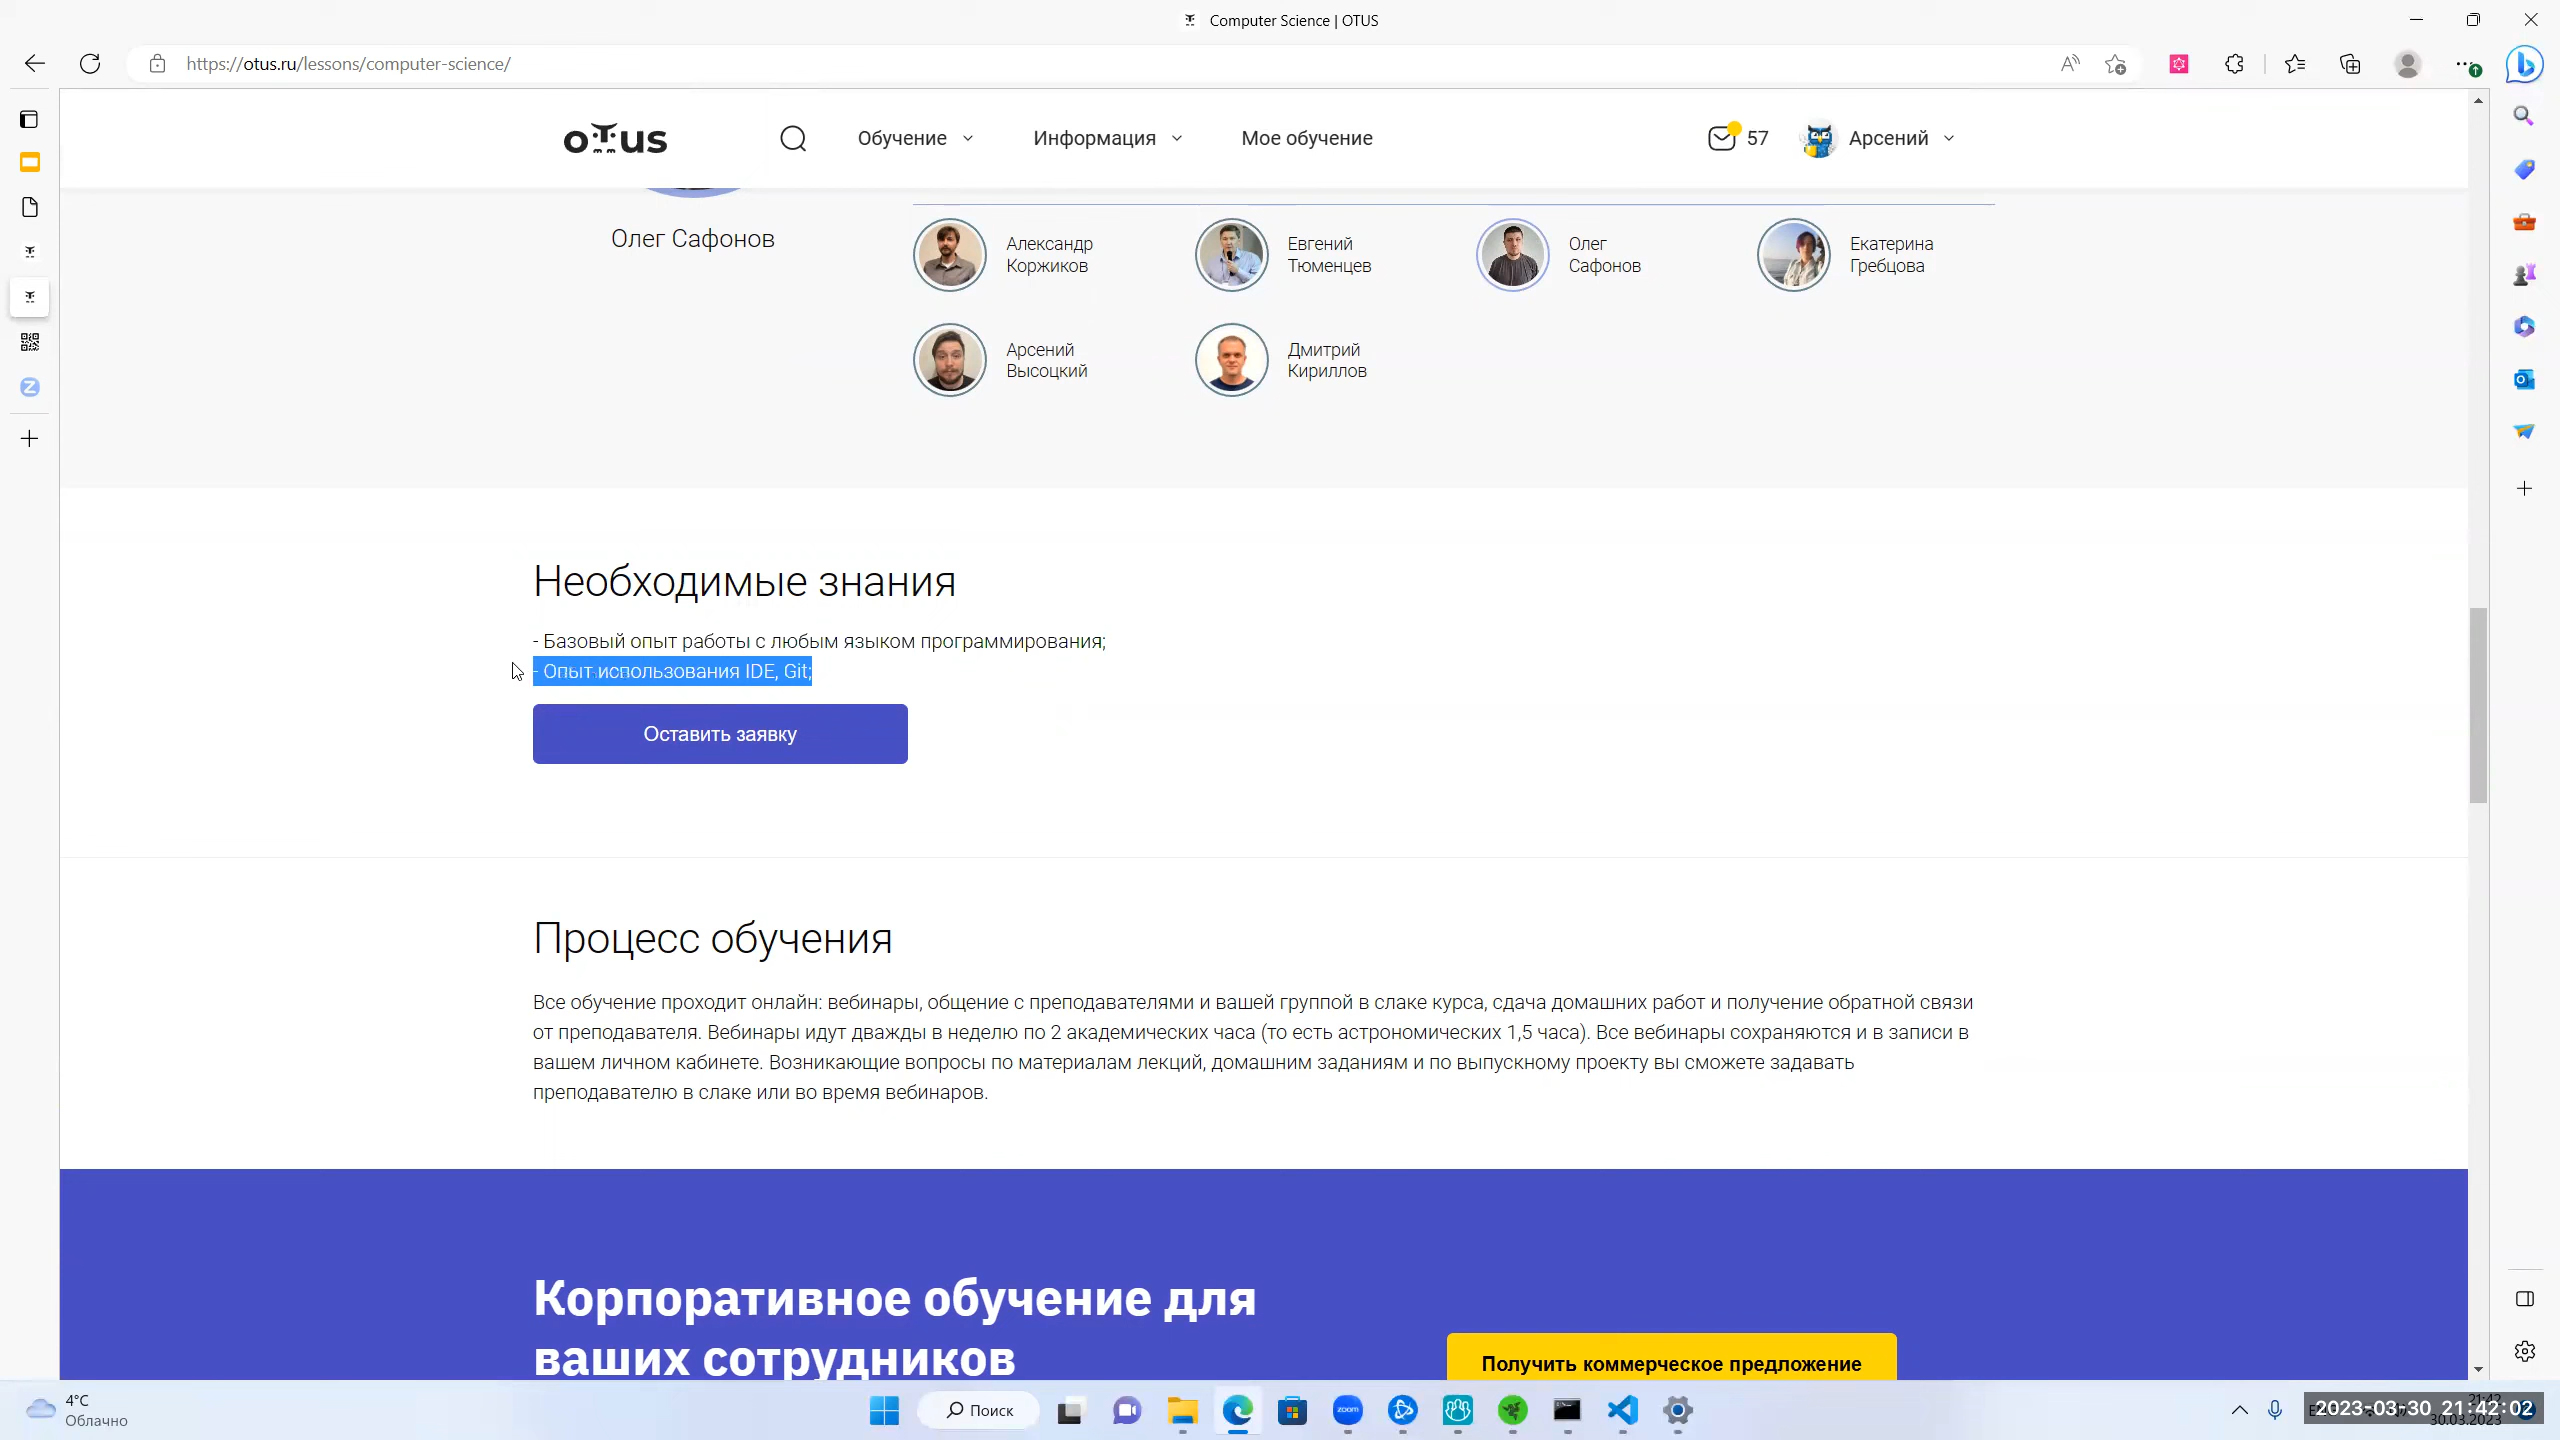 Computer Science | OTUS
https://otus.ru/lessons/computer-science/
OTUS
Обучение
Информация
Мое обучение
57
Арсений
Олег Сафонов
Александр
Коржиков
Евгений
Тюменцев
Олег
Сафонов
Екатерина
Гребцова
Арсений
Высоцкий
Дмитрий
Кириллов
Необходимые знания
- Базовый опыт работы с любым языком программирования;
- Опыт использования IDE, Git;
Оставить заявку
Процесс обучения
Все обучение проходит онлайн: вебинары, общение с преподавателями и вашей группой в слаке курса, сдача домашних работ и получение обратной связи
от преподавателя. Вебинары идут дважды в неделю по 2 академических часа (то есть астрономических 1,5 часа). Все вебинары сохраняются и в записи в
вашем личном кабинете. Возникающие вопросы по материалам лекций, домашним заданиям и по выпускному проекту вы сможете задавать
преподавателю в слаке или во время вебинаров.
Корпоративное обучение для
ваших сотрудников
Получить коммерческое предложение
4°C
Облачно
Поиск
zoom
21:42
2023-03-30 21:42:02
30.03.2023